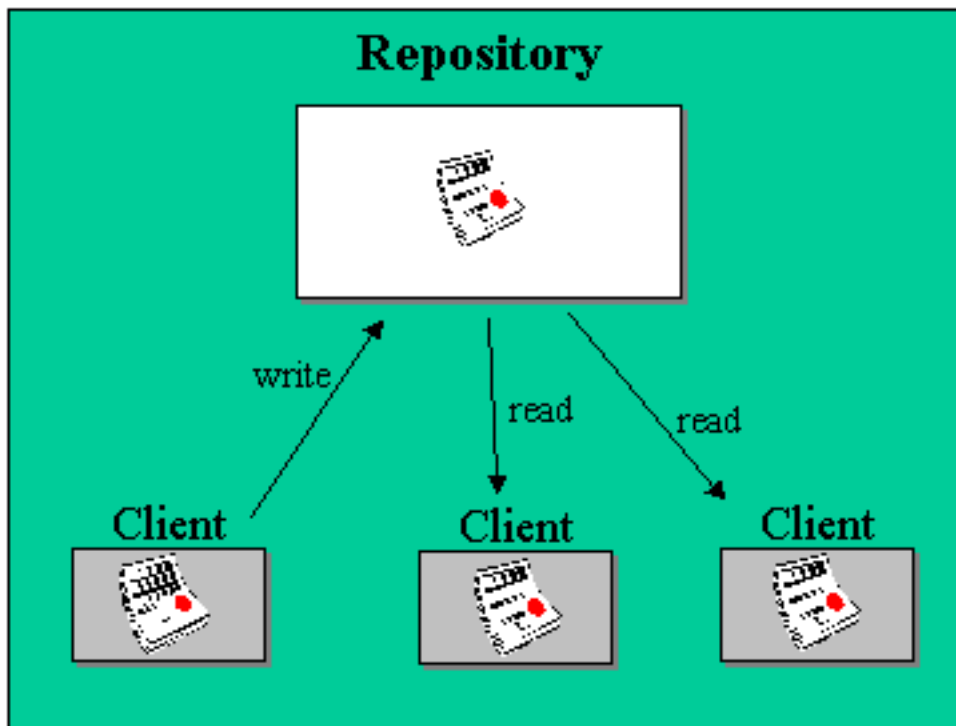 Repository
write
read
read
Client
Client
Client